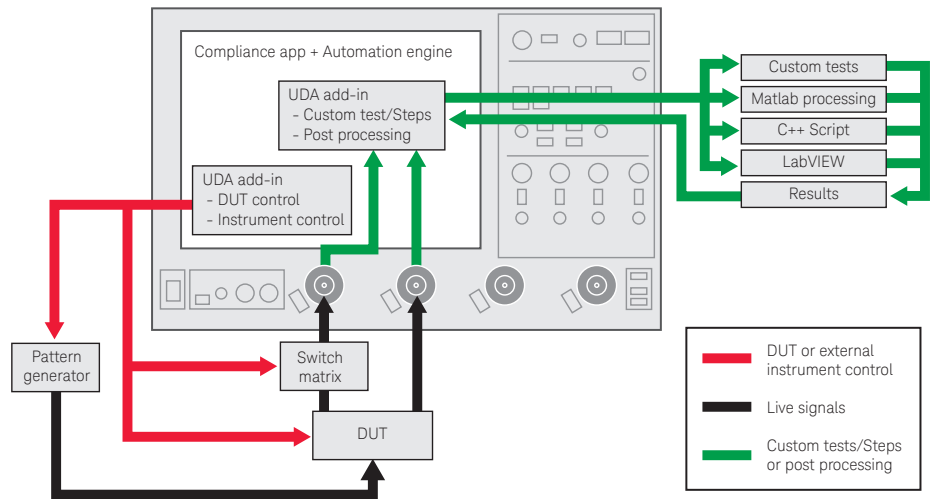 Compliance app + Automation engine
UDA add-in
- Custom test/Steps
- Post processing
UDA add-in
- DUT control
- Instrument control
Custom tests
Matlab processing
C++ Script
LabVIEW
Results
Pattern
generator
Switch
matrix
DUT
DUT or external
instrument control
Live signals
Custom tests/Steps
or post processing